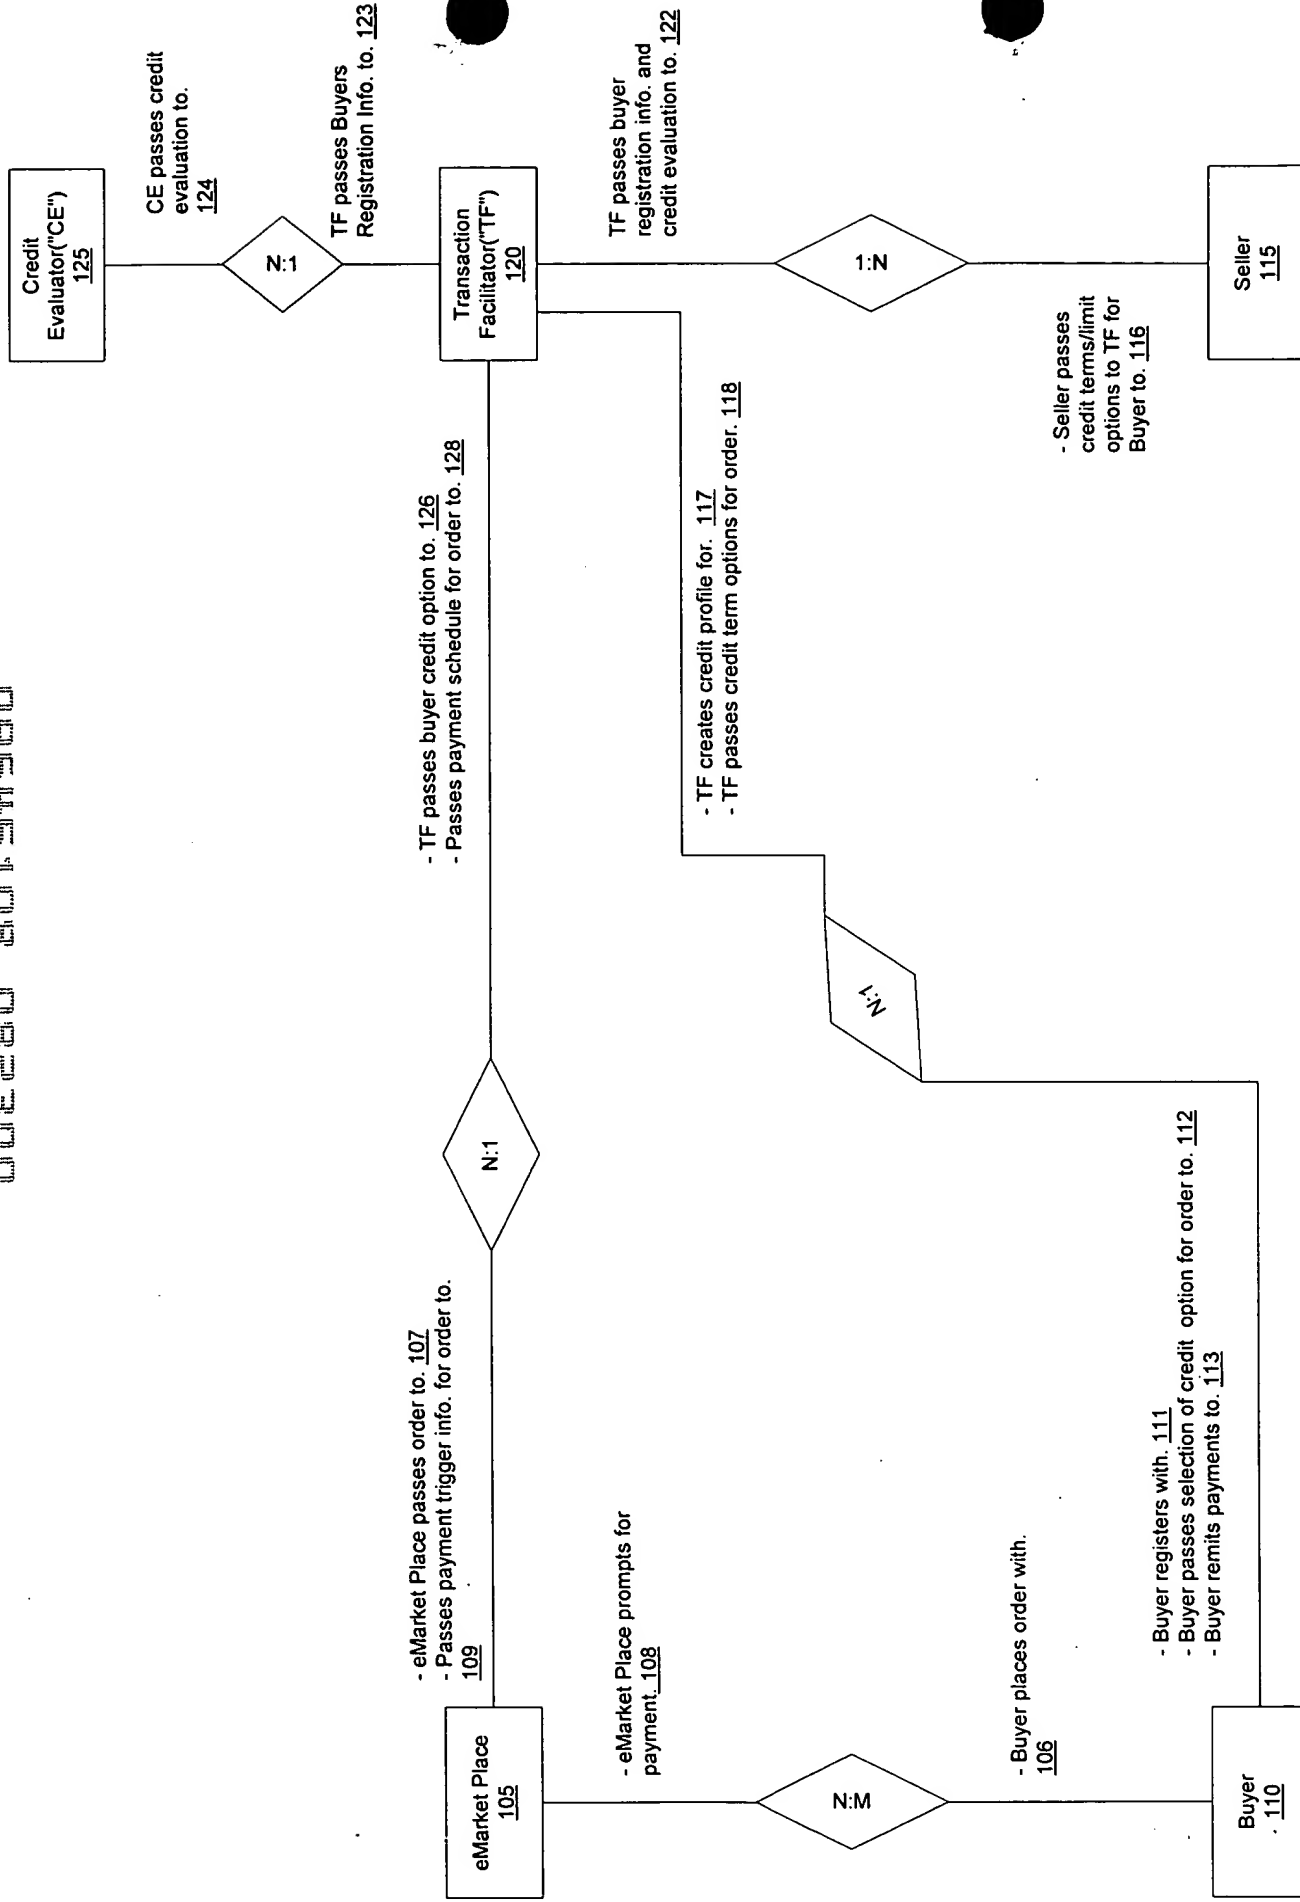 Credit
Evaluator("CE")
125
CE passes credit
evaluation to.
124
N:1
TF passes Buyers
Registration Info. to. 123
eMarket Place
105
- eMarket Place passes order to. 107
- Passes payment trigger info. for order to.
109
N:1
- TF passes buyer credit option to. 126
- Passes payment schedule for order to. 128
Transaction
Facilitator("TF")
120
- eMarket Place prompts for
payment. 108
N:M
- Buyer places order with.
106
- TF creates credit profile for. 117
- TF passes credit term options for order. 118
N:1
TF passes buyer
registration info. and
credit evaluation to. 122
1:N
- Seller passes
credit terms/limit
options to TF for
Buyer to. 116
- Buyer registers with. 111
- Buyer passes selection of credit option for order to. 112
- Buyer remits payments to. 113
Buyer
110
Seller
115